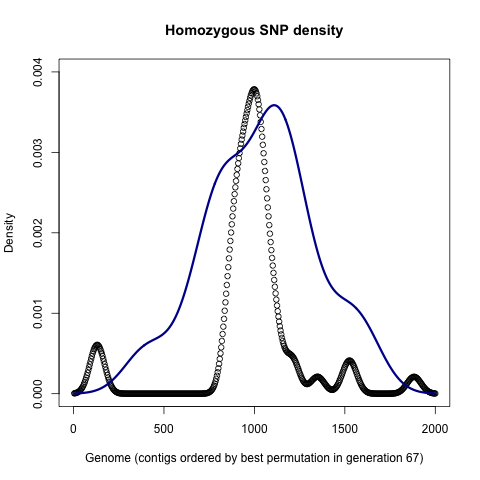 Homozygous SNP density
Density
0.004
0.003
0.002
0.001
0.000
0 500 1000 1500 2000
Genome (contigs ordered by best permutation in generation 67)